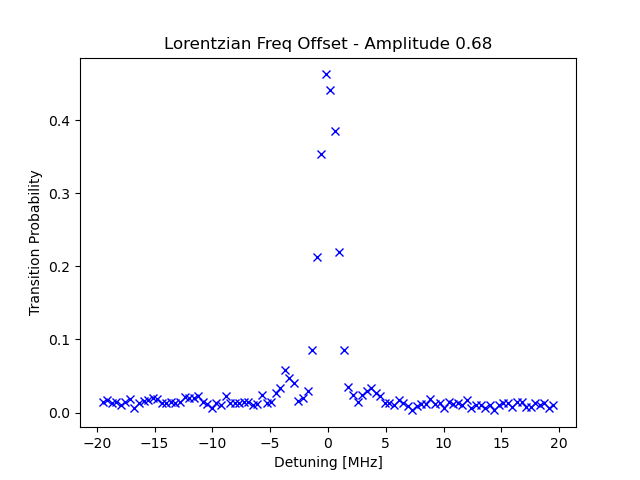 Lorentzian Freq Offset - Amplitude 0.68
Transition Probability
0.4
0.3
0.2
0.1
0.0
−20 −15 −10 −5 0 5 10 15 20
Detuning [MHz]